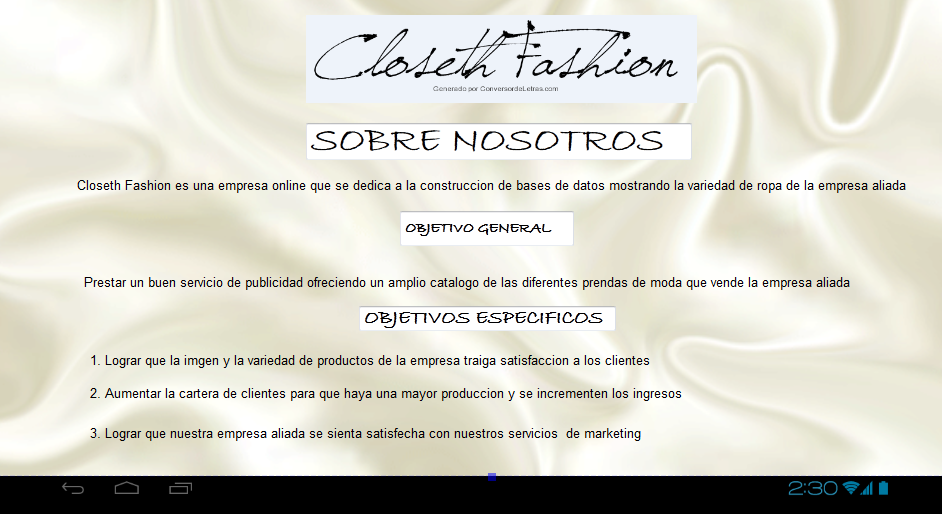 Closeth Fashion
Generado por ConversordeLetras.com
SOBRE NOSOTROS
Closeth Fashion es una empresa online que se dedica a la construccion de bases de datos mostrando la variedad de ropa de la empresa aliada
OBJETIVO GENERAL
Prestar un buen servicio de publicidad ofreciendo un amplio catalogo de las diferentes prendas de moda que vende la empresa aliada
OBJETIVOS ESPECIFICOS
1. Lograr que la imgen y la variedad de productos de la empresa traiga satisfaccion a los clientes
2. Aumentar la cartera de clientes para que haya una mayor produccion y se incrementen los ingresos
3. Lograr que nuestra empresa aliada se sienta satisfecha con nuestros servicios  de marketing
2:30